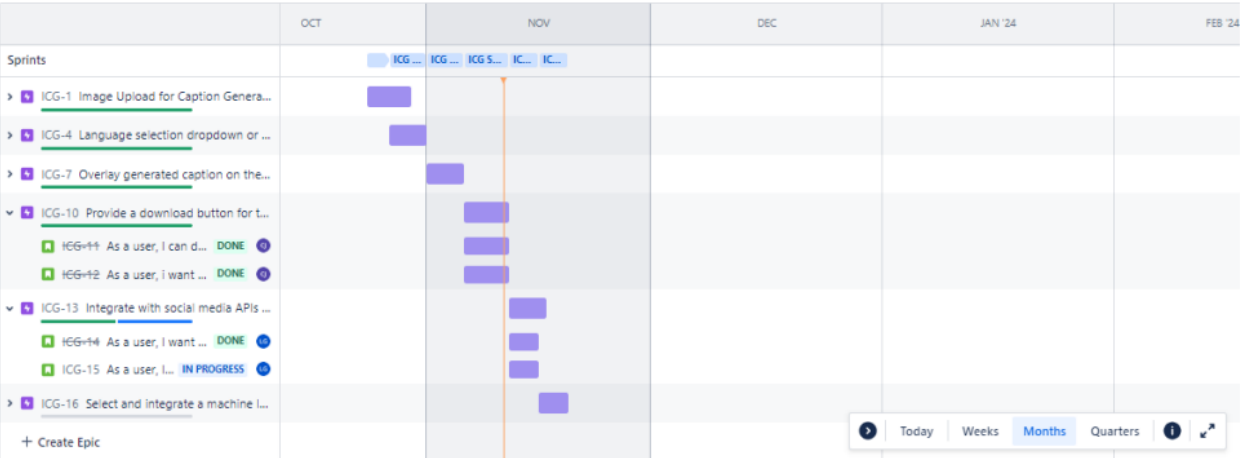 OCT NOV DEC JAN '24 FEB '24
Sprints ICG ... ICG ... ICG S... IC... IC...
ICG-1 Image Upload for Caption Genera...
ICG-4 Language selection dropdown or ...
ICG-7 Overlay generated caption on the...
ICG-10 Provide a download button for t...
ICG-11 As a user, I can d... DONE CJ
ICG-12 As a user, i want ... DONE CJ
ICG-13 Integrate with social media APIs ...
ICG-14 As a user, I want ... DONE LG
ICG-15 As a user, I... IN PROGRESS LG
ICG-16 Select and integrate a machine l...
+ Create Epic
Today Weeks Months Quarters